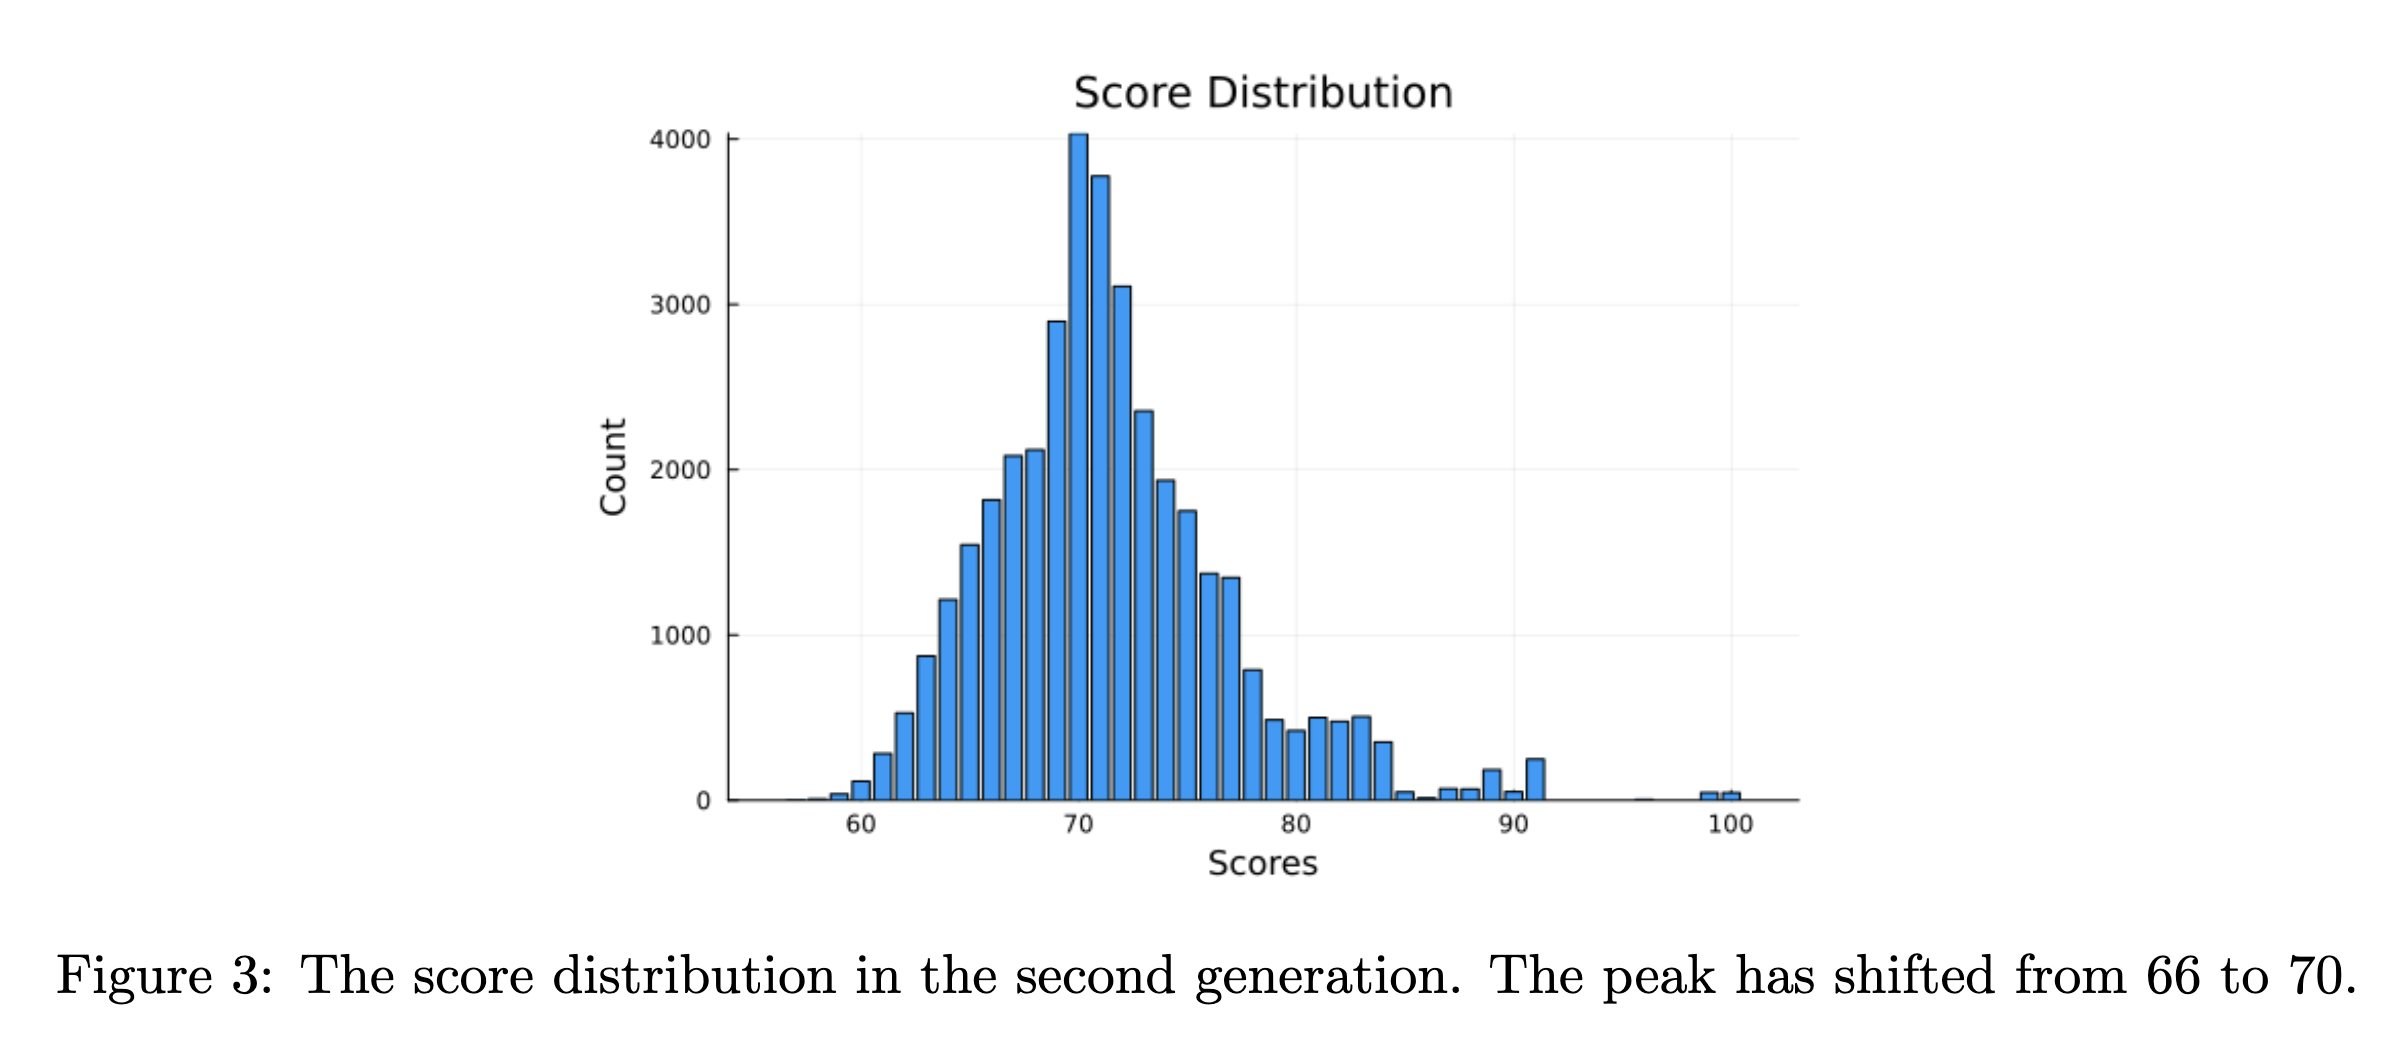 Score Distribution
4000
3000
2000
1000
0
Count
60 70 80 90 100
Scores
Figure 3: The score distribution in the second generation. The peak has shifted from 66 to 70.